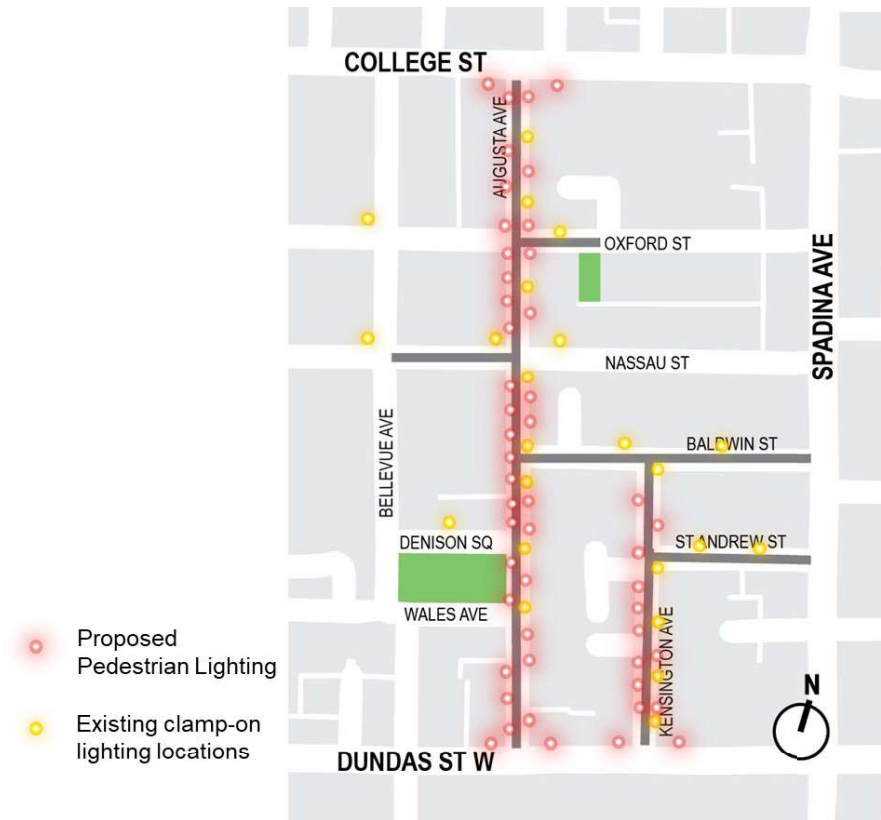 COLLEGE ST
AUGUSTA AVE
OXFORD ST
SPADINA AVE
NASSAU ST
BELLEVUE AVE
BALDWIN ST
DENISON SQ
ST ANDREW ST
WALES AVE
KENSINGTON AVE
DUNDAS ST W
N
Proposed
Pedestrian Lighting
Existing clamp-on
lighting locations